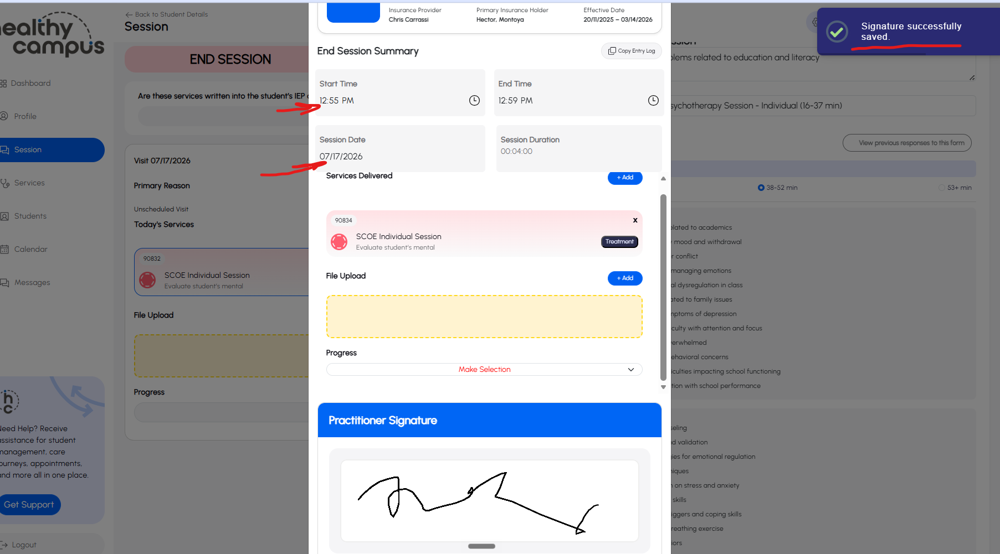 healthy
campus
Dashboard
Profile
Session
Services
Students
Calendar
Messages
Need Help? Receive
assistance for student
management, care
journeys, appointments,
and more all in one place.
Get Support
Logout
Back to Student Details
Session
END SESSION
Are these services written into the student's IEP
Visit 07/17/2026
Primary Reason
Unscheduled Visit
Today's Services
90832
SCOE Individual Session
Evaluate student's mental
File Upload
Progress
Insurance Provider
Chris Carrassi
Primary Insurance Holder
Hector, Montoya
Effective Date
20/11/2025 – 03/14/2026
End Session Summary
Copy Entry Log
Start Time
12:55 PM
End Time
12:59 PM
Session Date
07/17/2026
Session Duration
00:04:00
Services Delivered
+ Add
90834
x
SCOE Individual Session
Evaluate student's mental
Treatment
File Upload
+ Add
Progress
Make Selection
Practitioner Signature
Signature successfully
saved.
blems related to education and literacy
sychotherapy Session - Individual (16-37 min)
View previous responses to this form
38-52 min
53+ min
elated to academics
mood and withdrawal
r conflict
managing emotions
al dysregulation in class
ated to family issues
mptoms of depression
culty with attention and focus
verwhelmed
ehavioral concerns
ficulties impacting school functioning
tion with school performance
seling
d validation
ies for emotional regulation
niques
n on stress and anxiety
skills
iggers and coping skills
reathing exercise
iors